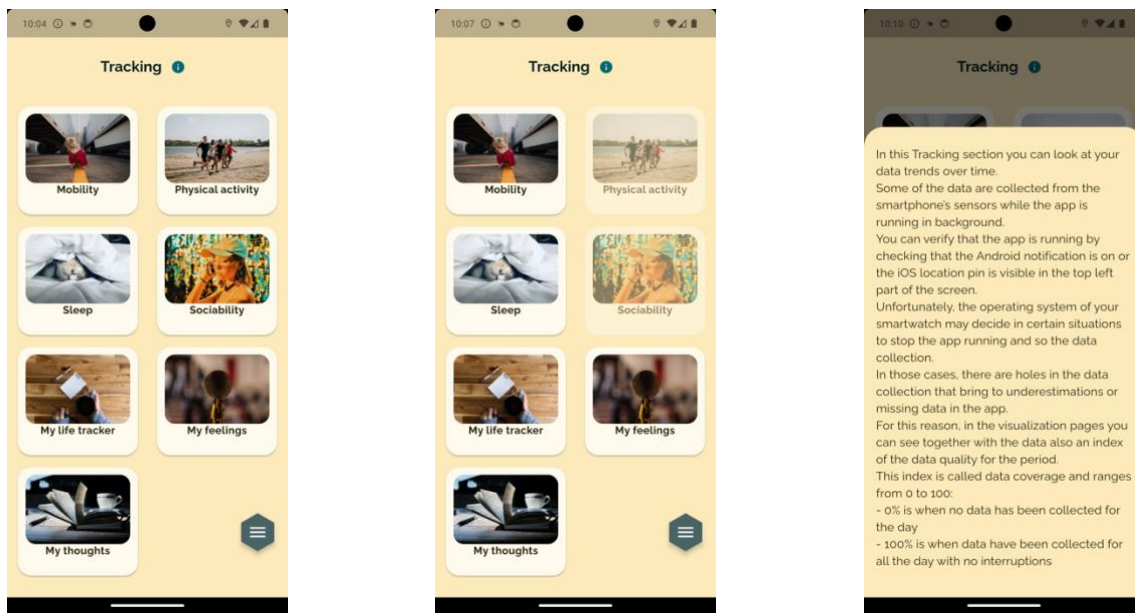 10:04
Tracking
Mobility
Physical activity
Sleep
Sociability
My life tracker
My feelings
My thoughts
10:07
Tracking
Mobility
Physical activity
Sleep
Sociability
My life tracker
My feelings
My thoughts
10:10
Tracking
In this Tracking section you can look at your
data trends over time.
Some of the data are collected from the
smartphone's sensors while the app is
running in background.
You can verify that the app is running by
checking that the Android notification is on or
the iOS location pin is visible in the top left
part of the screen.
Unfortunately, the operating system of your
smartwatch may decide in certain situations
to stop the app running and so the data
collection.
In those cases, there are holes in the data
collection that bring to underestimations or
missing data in the app.
For this reason, in the visualization pages you
can see together with the data also an index
of the data quality for the period.
This index is called data coverage and ranges
from 0 to 100:
- 0% is when no data has been collected for
the day
- 100% is when data have been collected for
all the day with no interruptions